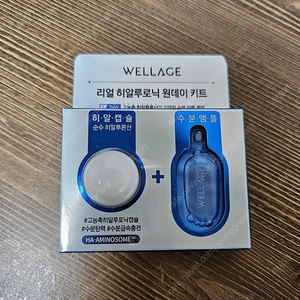 WELLAGE
리얼 히알루로닉 원데이 키트
히·알·캡·슐
순수 히알루론산
수·분·앰·플
+
WELLAGE
#고농축히알루로닉캡슐
#수분탄력 #수분급속충전
HA-AMINOSOME™